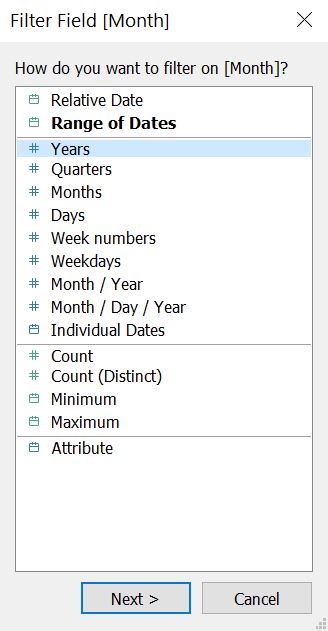 Filter Field [Month]
How do you want to filter on [Month]?
Relative Date
Range of Dates
Years
Quarters
Months
Days
Week numbers
Weekdays
Month / Year
Month / Day / Year
Individual Dates
Count
Count (Distinct)
Minimum
Maximum
Attribute
Next >
Cancel